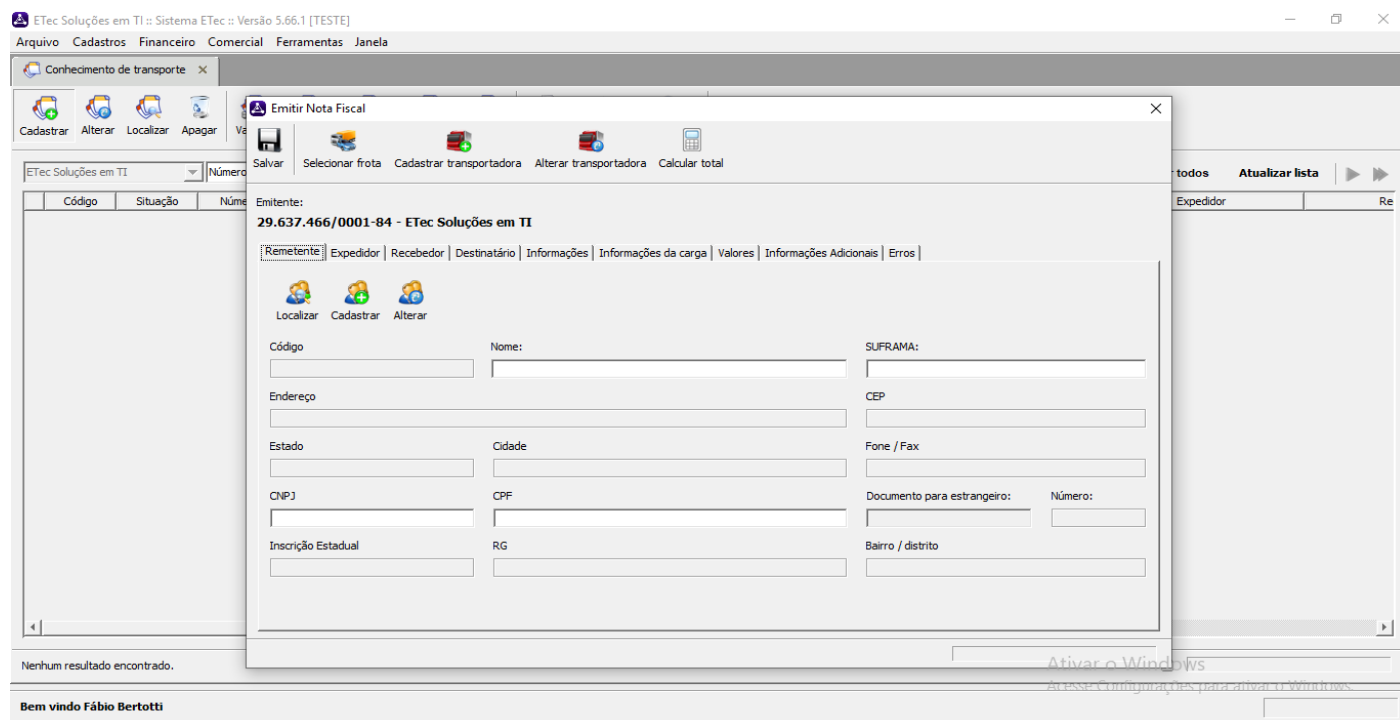 ETec Soluções em TI :: Sistema ETec :: Versão 5.66.1 [TESTE]
Arquivo Cadastros Financeiro Comercial Ferramentas Janela
Conhecimento de transporte
Cadastrar Alterar Localizar Apagar
ETec Soluções em TI
todos Atualizar lista
Código Situação Expedidor
Emitir Nota Fiscal
Salvar Selecionar frota Cadastrar transportadora Alterar transportadora Calcular total
Emitente:
29.637.466/0001-84 - ETec Soluções em TI
Remetente Expedidor Recebedor Destinatário Informações Informações da carga Valores Informações Adicionais Erros
Localizar Cadastrar Alterar
Código Nome: SUFRAMA:
Endereço CEP
Estado Cidade Fone / Fax
CNPJ CPF Documento para estrangeiro: Número:
Inscrição Estadual RG Bairro / distrito
Nenhum resultado encontrado.
Ativar o Windows
Acesse Configurações para ativar o Windows.
Bem vindo Fábio Bertotti